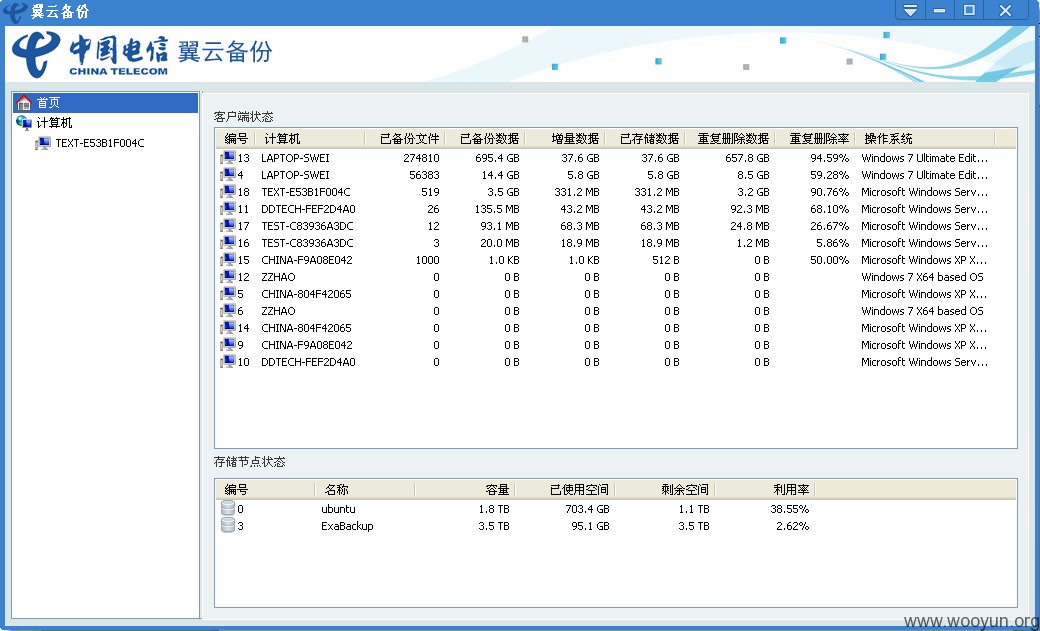 翼云备份
中国电信 翼云备份
CHINA TELECOM
首页
计算机
TEXT-E53B1F004C
客户端状态
编号 计算机 已备份文件 已备份数据 增量数据 已存储数据 重复删除数据 重复删除率 操作系统
13 LAPTOP-SWEI 274810 695.4 GB 37.6 GB 37.6 GB 657.8 GB 94.59% Windows 7 Ultimate Edit...
4 LAPTOP-SWEI 56383 14.4 GB 5.8 GB 5.8 GB 8.5 GB 59.28% Windows 7 Ultimate Edit...
18 TEXT-E53B1F004C 519 3.5 GB 331.2 MB 331.2 MB 3.2 GB 90.76% Microsoft Windows Serv...
11 DDTECH-FEF2D4A0 26 135.5 MB 43.2 MB 43.2 MB 92.3 MB 68.10% Microsoft Windows Serv...
17 TEST-C83936A3DC 12 93.1 MB 68.3 MB 68.3 MB 24.8 MB 26.67% Microsoft Windows Serv...
16 TEST-C83936A3DC 3 20.0 MB 18.9 MB 18.9 MB 1.2 MB 5.86% Microsoft Windows Serv...
15 CHINA-F9A08E042 1000 1.0 KB 1.0 KB 512 B 0 B 50.00% Microsoft Windows XP X...
12 ZZHAO 0 0 B 0 B 0 B 0 B Windows 7 X64 based OS
5 CHINA-804F42065 0 0 B 0 B 0 B 0 B Microsoft Windows XP X...
6 ZZHAO 0 0 B 0 B 0 B 0 B Windows 7 X64 based OS
14 CHINA-804F42065 0 0 B 0 B 0 B 0 B Microsoft Windows XP X...
9 CHINA-F9A08E042 0 0 B 0 B 0 B 0 B Microsoft Windows XP X...
10 DDTECH-FEF2D4A0 0 0 B 0 B 0 B 0 B Microsoft Windows Serv...
存储节点状态
编号 名称 容量 已使用空间 剩余空间 利用率
0 ubuntu 1.8 TB 703.4 GB 1.1 TB 38.55%
3 ExaBackup 3.5 TB 95.1 GB 3.5 TB 2.62%
www.wooyun.org